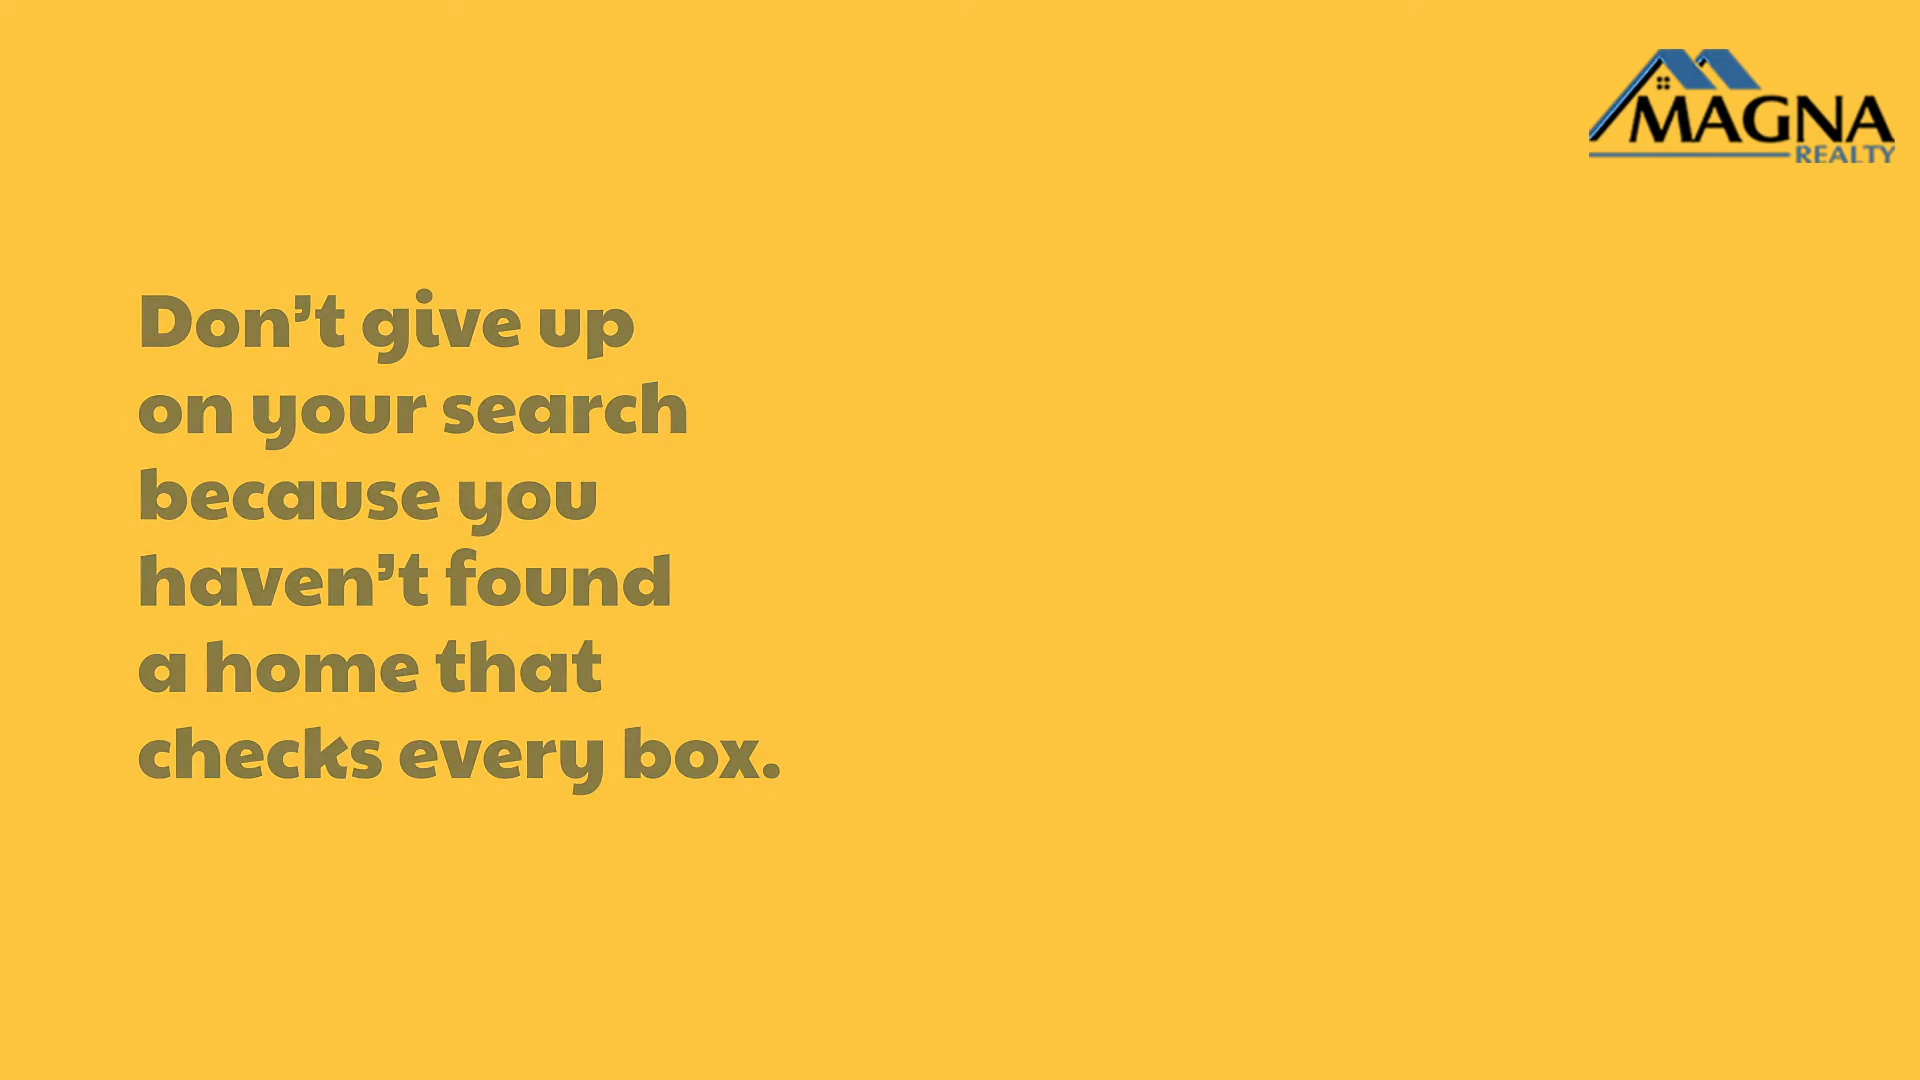 MAGNA
REALTY
Don’t give up
on your search
because you
haven’t found
a home that
checks every box.